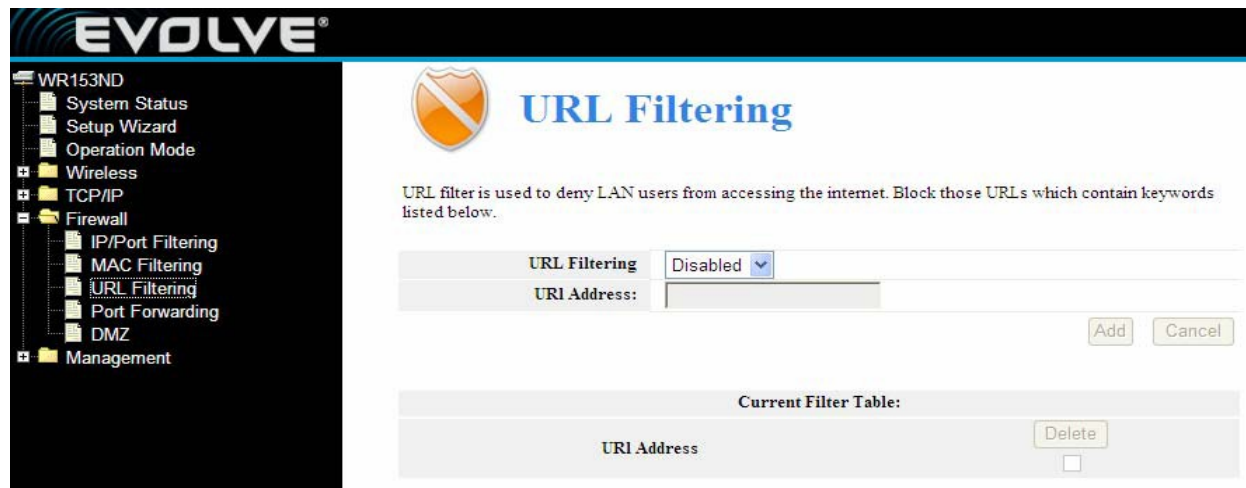 EVOLVE®
WR153ND
System Status
Setup Wizard
Operation Mode
Wireless
TCP/IP
Firewall
IP/Port Filtering
MAC Filtering
URL Filtering
Port Forwarding
DMZ
Management
URL Filtering
URL filter is used to deny LAN users from accessing the internet. Block those URLs which contain keywords
listed below.
URL Filtering Disabled
URl Address:
Add Cancel
Current Filter Table:
URl Address Delete